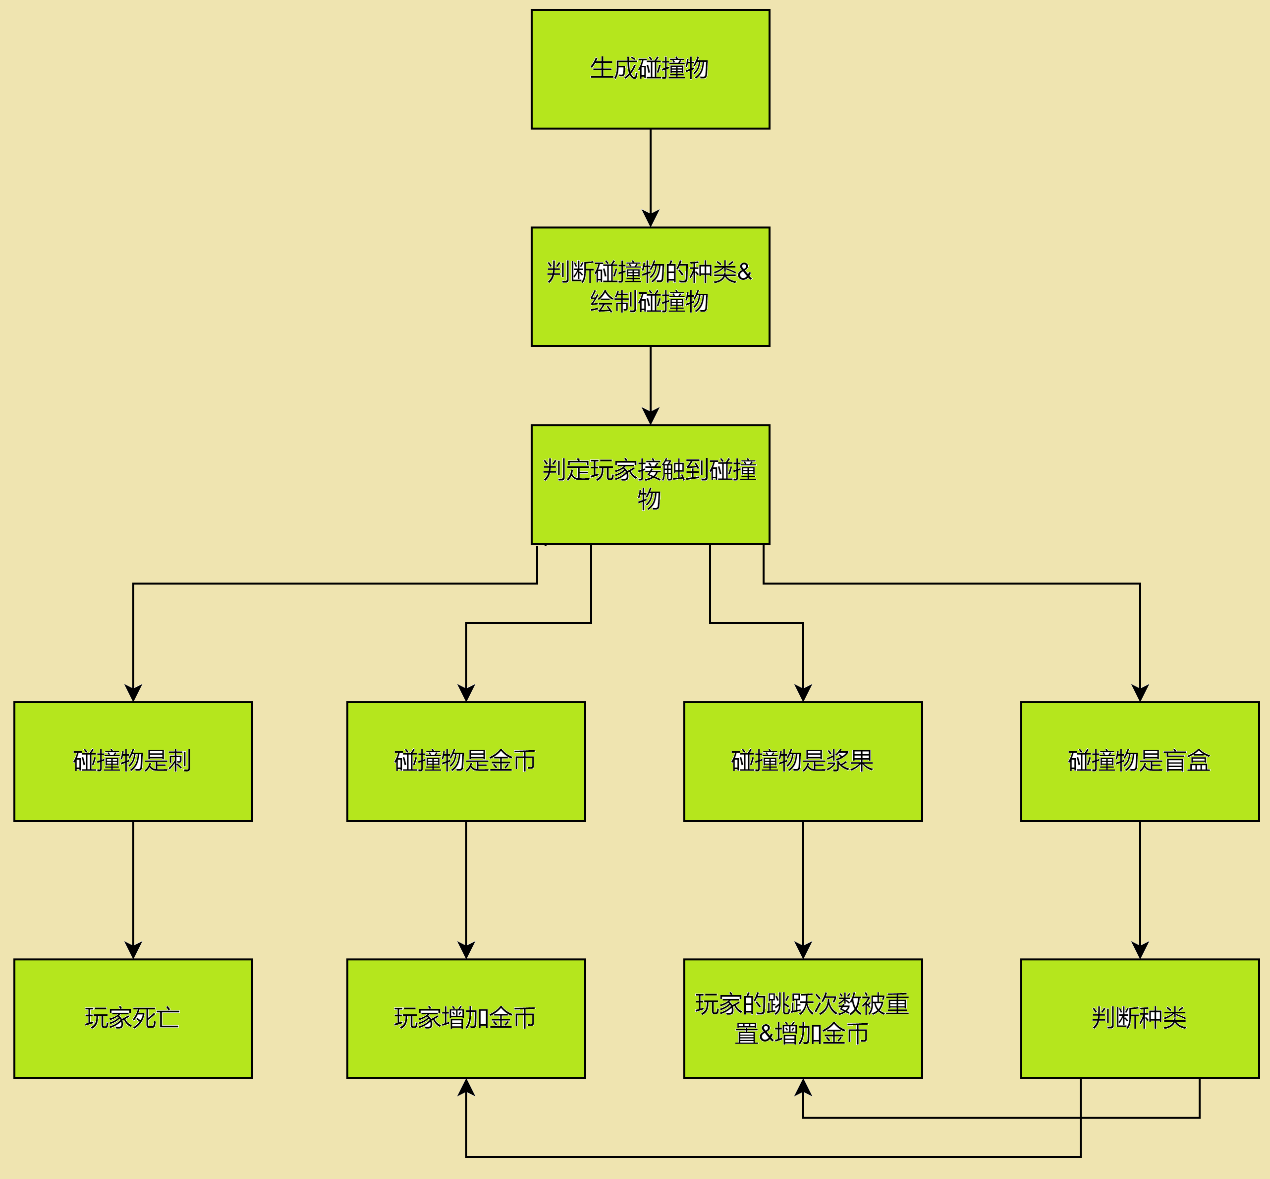 生成碰撞物
判断碰撞物的种类&
绘制碰撞物
判定玩家接触到碰撞
物
碰撞物是刺
碰撞物是金币
碰撞物是浆果
碰撞物是盲盒
玩家死亡
玩家增加金币
玩家的跳跃次数被重
置&增加金币
判断种类